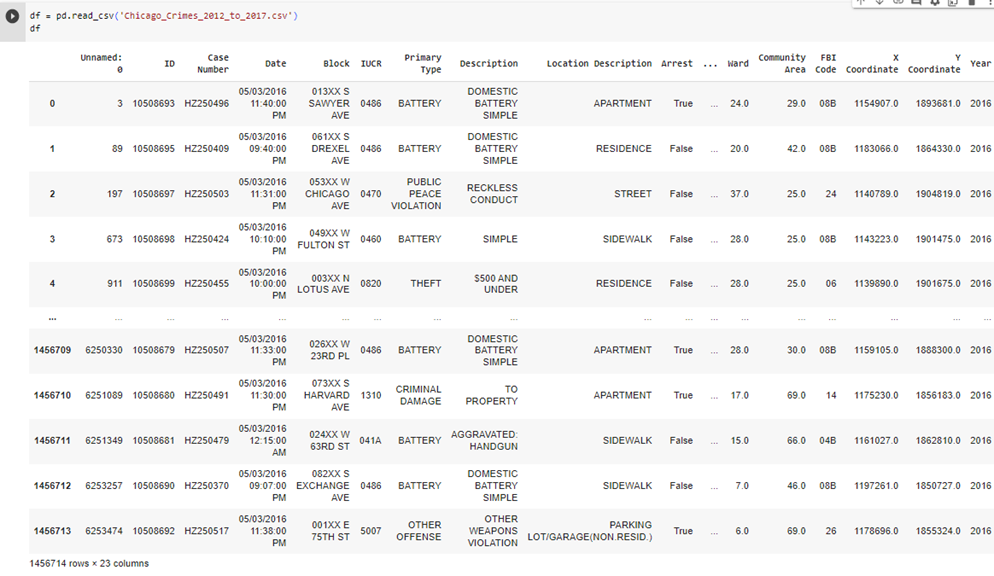 df = pd.read_csv('Chicago_Crimes_2012_to_2017.csv')
df
Unnamed: 0 ID Case Number Date Block IUCR Primary Type Description Location Description Arrest ... Ward Community Area FBI Code X Coordinate Y Coordinate Year
0 3 10508693 HZ250496 05/03/2016 11:40:00 PM 013XX S SAWYER AVE 0486 BATTERY DOMESTIC BATTERY SIMPLE APARTMENT True ... 24.0 29.0 08B 1154907.0 1893681.0 2016
1 89 10508695 HZ250409 05/03/2016 09:40:00 PM 061XX S DREXEL AVE 0486 BATTERY DOMESTIC BATTERY SIMPLE RESIDENCE False ... 20.0 42.0 08B 1183066.0 1864330.0 2016
2 197 10508697 HZ250503 05/03/2016 11:31:00 PM 053XX W CHICAGO AVE 0470 PUBLIC PEACE VIOLATION RECKLESS CONDUCT STREET False ... 37.0 25.0 24 1140789.0 1904819.0 2016
3 673 10508698 HZ250424 05/03/2016 10:10:00 PM 049XX W FULTON ST 0460 BATTERY SIMPLE SIDEWALK False ... 28.0 25.0 08B 1143223.0 1901475.0 2016
4 911 10508699 HZ250455 05/03/2016 10:00:00 PM 003XX N LOTUS AVE 0820 THEFT $500 AND UNDER RESIDENCE False ... 28.0 25.0 06 1139890.0 1901675.0 2016
... ... ... ... ... ... ... ... ... ... ... ... ... ... ... ... ... ...
1456709 6250330 10508679 HZ250507 05/03/2016 11:33:00 PM 026XX W 23RD PL 0486 BATTERY DOMESTIC BATTERY SIMPLE APARTMENT True ... 28.0 30.0 08B 1159105.0 1888300.0 2016
1456710 6251089 10508680 HZ250491 05/03/2016 11:30:00 PM 073XX S HARVARD AVE 1310 CRIMINAL DAMAGE TO PROPERTY APARTMENT True ... 17.0 69.0 14 1175230.0 1856183.0 2016
1456711 6251349 10508681 HZ250479 05/03/2016 12:15:00 AM 024XX W 63RD ST 041A BATTERY AGGRAVATED: HANDGUN SIDEWALK False ... 15.0 66.0 04B 1161027.0 1862810.0 2016
1456712 6253257 10508690 HZ250370 05/03/2016 09:07:00 PM 082XX S EXCHANGE AVE 0486 BATTERY DOMESTIC BATTERY SIMPLE SIDEWALK False ... 7.0 46.0 08B 1197261.0 1850727.0 2016
1456713 6253474 10508692 HZ250517 05/03/2016 11:38:00 PM 001XX E 75TH ST 5007 OTHER OFFENSE OTHER WEAPONS VIOLATION PARKING LOT/GARAGE(NON.RESID.) True ... 6.0 69.0 26 1178696.0 1855324.0 2016
1456714 rows × 23 columns